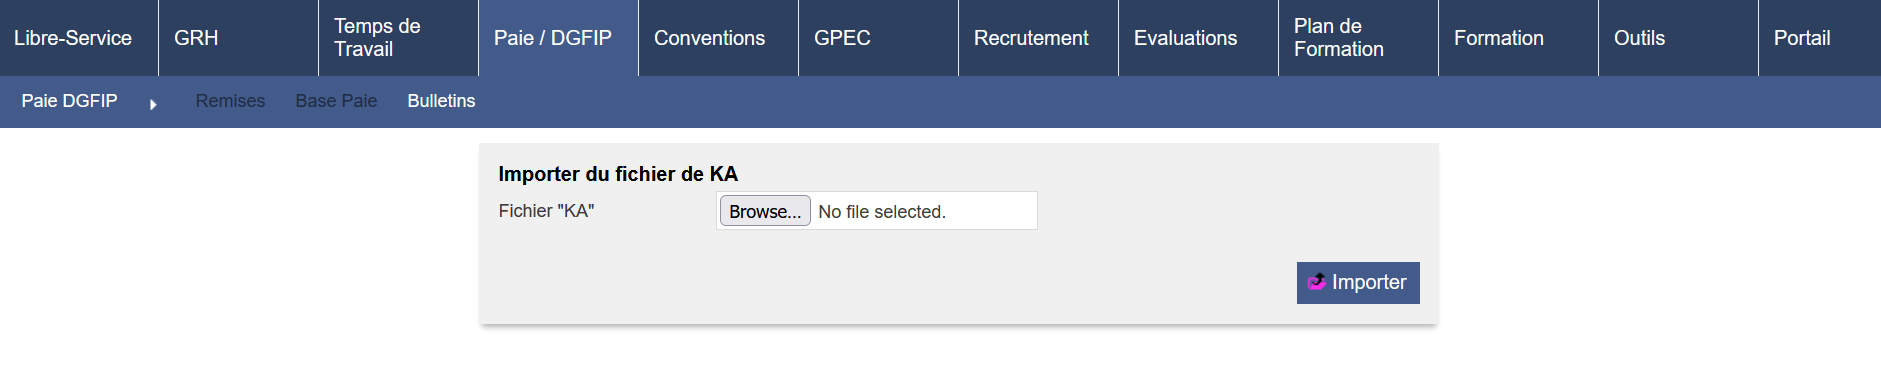 Libre-Service
GRH
Temps de
Travail
Paie / DGFIP
Conventions
GPEC
Recrutement
Evaluations
Plan de
Formation
Formation
Outils
Portail
Paie DGFIP
Remises
Base Paie
Bulletins
Importer du fichier de KA
Fichier "KA"
Browse... No file selected.
Importer